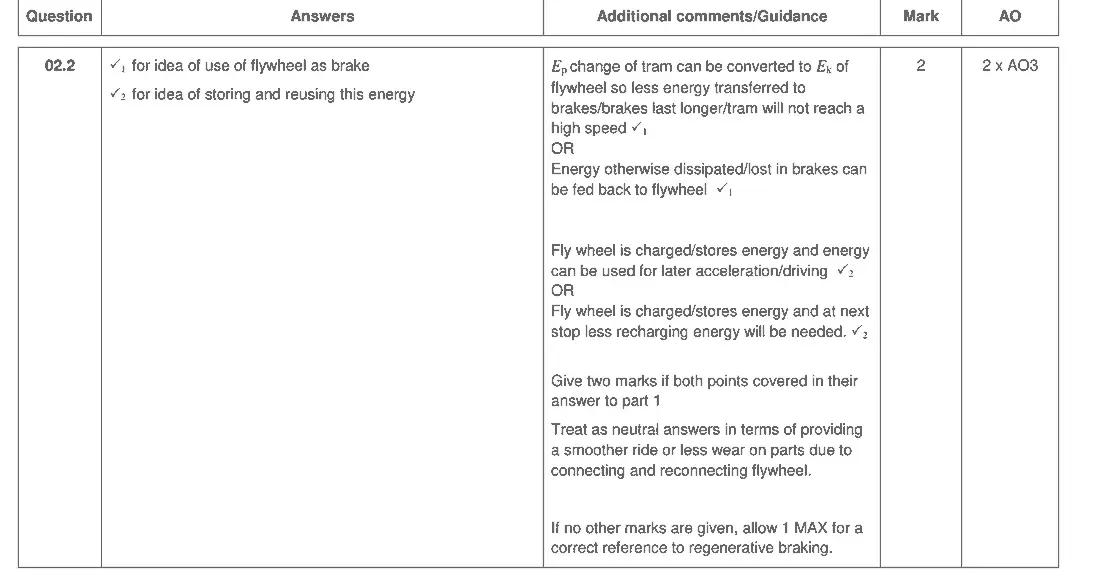 Question Answers Additional comments/Guidance Mark AO
02.2 ✓₁ for idea of use of flywheel as brake
✓₂ for idea of storing and reusing this energy
Eₚ change of tram can be converted to Eₖ of
flywheel so less energy transferred to
brakes/brakes last longer/tram will not reach a
high speed ✓₁
OR
Energy otherwise dissipated/lost in brakes can
be fed back to flywheel ✓₁
Fly wheel is charged/stores energy and energy
can be used for later acceleration/driving ✓₂
OR
Fly wheel is charged/stores energy and at next
stop less recharging energy will be needed. ✓₂
Give two marks if both points covered in their
answer to part 1
Treat as neutral answers in terms of providing
a smoother ride or less wear on parts due to
connecting and reconnecting flywheel.
If no other marks are given, allow 1 MAX for a
correct reference to regenerative braking.
2
2 x AO3